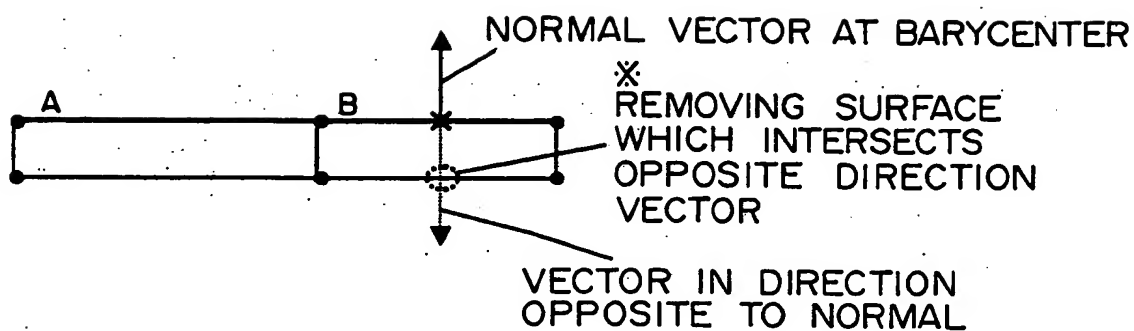 NORMAL VECTOR AT BARYCENTER
※
A
B
REMOVING SURFACE
WHICH INTERSECTS
OPPOSITE DIRECTION
VECTOR
VECTOR IN DIRECTION
OPPOSITE TO NORMAL